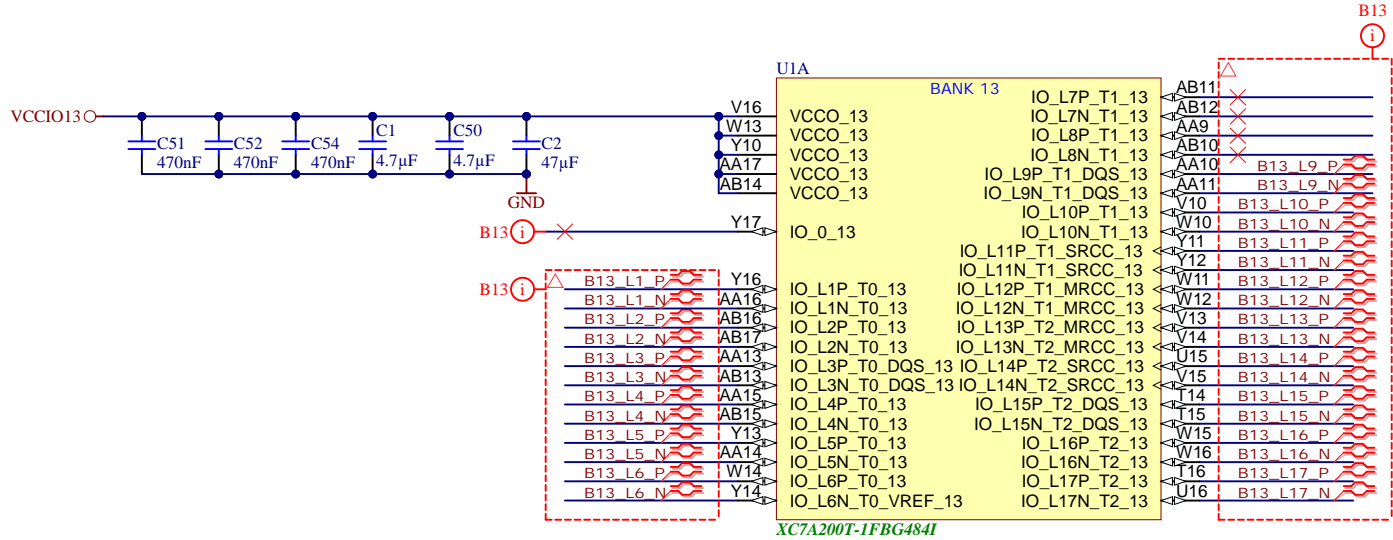 B13
i
U1A
BANK 13
VCCIO13
C51
470nF
C52
470nF
C54
470nF
C1
4.7µF
C50
4.7µF
C2
47µF
GND
V16 VCCO_13
W13 VCCO_13
Y10 VCCO_13
AA17 VCCO_13
AB14 VCCO_13
B13 i Y17 IO_0_13
B13 i
B13_L1_P Y16 IO_L1P_T0_13
B13_L1_N AA16 IO_L1N_T0_13
B13_L2_P AB16 IO_L2P_T0_13
B13_L2_N AB17 IO_L2N_T0_13
B13_L3_P AA13 IO_L3P_T0_DQS_13
B13_L3_N AB13 IO_L3N_T0_DQS_13
B13_L4_P AA15 IO_L4P_T0_13
B13_L4_N AB15 IO_L4N_T0_13
B13_L5_P Y13 IO_L5P_T0_13
B13_L5_N AA14 IO_L5N_T0_13
B13_L6_P W14 IO_L6P_T0_13
B13_L6_N Y14 IO_L6N_T0_VREF_13
IO_L7P_T1_13 AB11
IO_L7N_T1_13 AB12
IO_L8P_T1_13 AA9
IO_L8N_T1_13 AB10
IO_L9P_T1_DQS_13 AA10 B13_L9_P
IO_L9N_T1_DQS_13 AA11 B13_L9_N
IO_L10P_T1_13 V10 B13_L10_P
IO_L10N_T1_13 W10 B13_L10_N
IO_L11P_T1_SRCC_13 Y11 B13_L11_P
IO_L11N_T1_SRCC_13 Y12 B13_L11_N
IO_L12P_T1_MRCC_13 W11 B13_L12_P
IO_L12N_T1_MRCC_13 W12 B13_L12_N
IO_L13P_T2_MRCC_13 V13 B13_L13_P
IO_L13N_T2_MRCC_13 V14 B13_L13_N
IO_L14P_T2_SRCC_13 U15 B13_L14_P
IO_L14N_T2_SRCC_13 V15 B13_L14_N
IO_L15P_T2_DQS_13 T14 B13_L15_P
IO_L15N_T2_DQS_13 T15 B13_L15_N
IO_L16P_T2_13 W15 B13_L16_P
IO_L16N_T2_13 W16 B13_L16_N
IO_L17P_T2_13 T16 B13_L17_P
IO_L17N_T2_13 U16 B13_L17_N
XC7A200T-1FBG484I